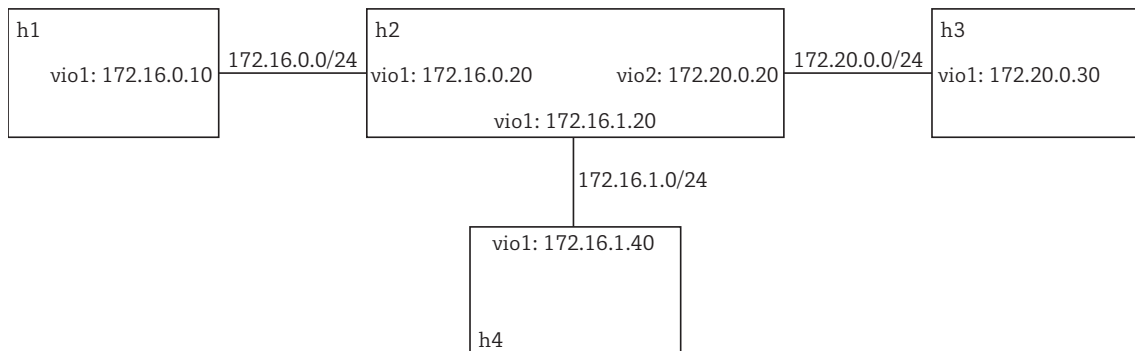 h1
h2
h3
172.16.0.0/24
172.20.0.0/24
vio1: 172.16.0.10
vio1: 172.16.0.20
vio2: 172.20.0.20
vio1: 172.20.0.30
vio1: 172.16.1.20
172.16.1.0/24
vio1: 172.16.1.40
h4